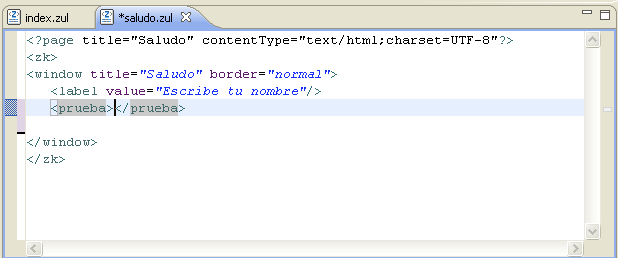 index.zul
*saludo.zul
<?page title="Saludo" contentType="text/html;charset=UTF-8"?>
<zk>
<window title="Saludo" border="normal">
<label value="Escribe tu nombre"/>
<prueba></prueba>
</window>
</zk>